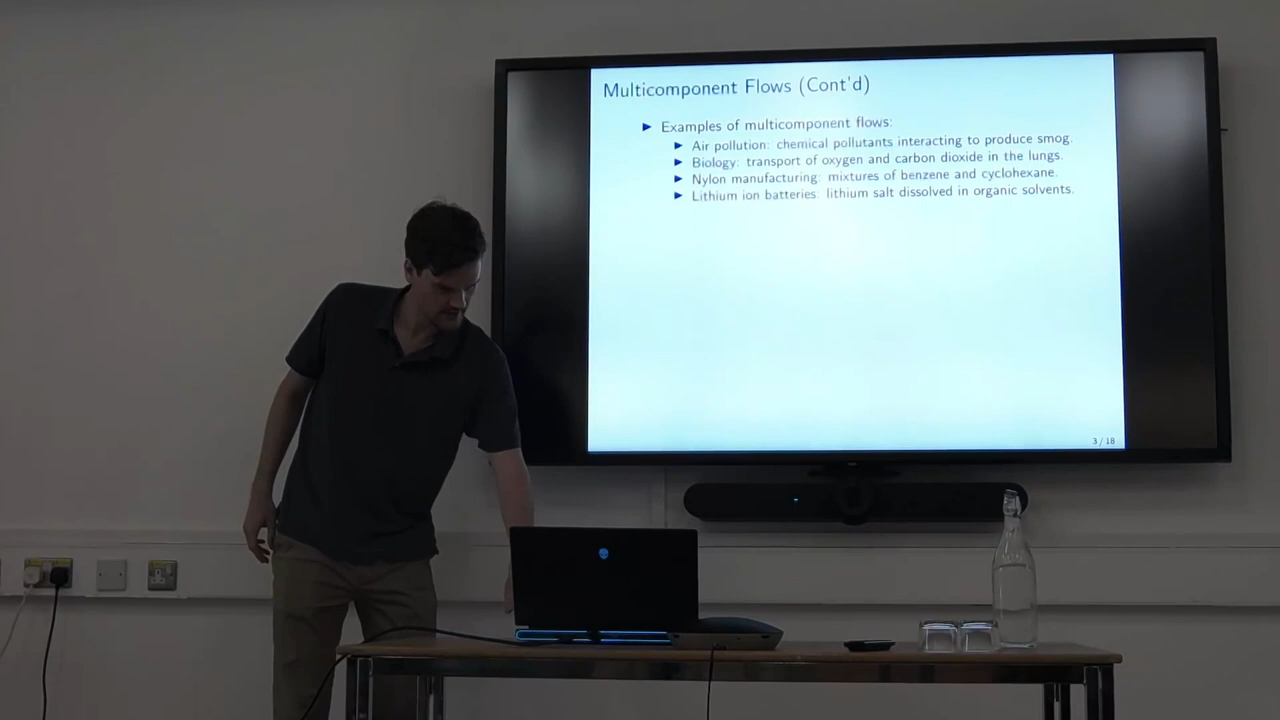 Multicomponent Flows (Cont'd)
▶ Examples of multicomponent flows:
▶ Air pollution: chemical pollutants interacting to produce smog.
▶ Biology: transport of oxygen and carbon dioxide in the lungs.
▶ Nylon manufacturing: mixtures of benzene and cyclohexane.
▶ Lithium ion batteries: lithium salt dissolved in organic solvents.
3 / 18